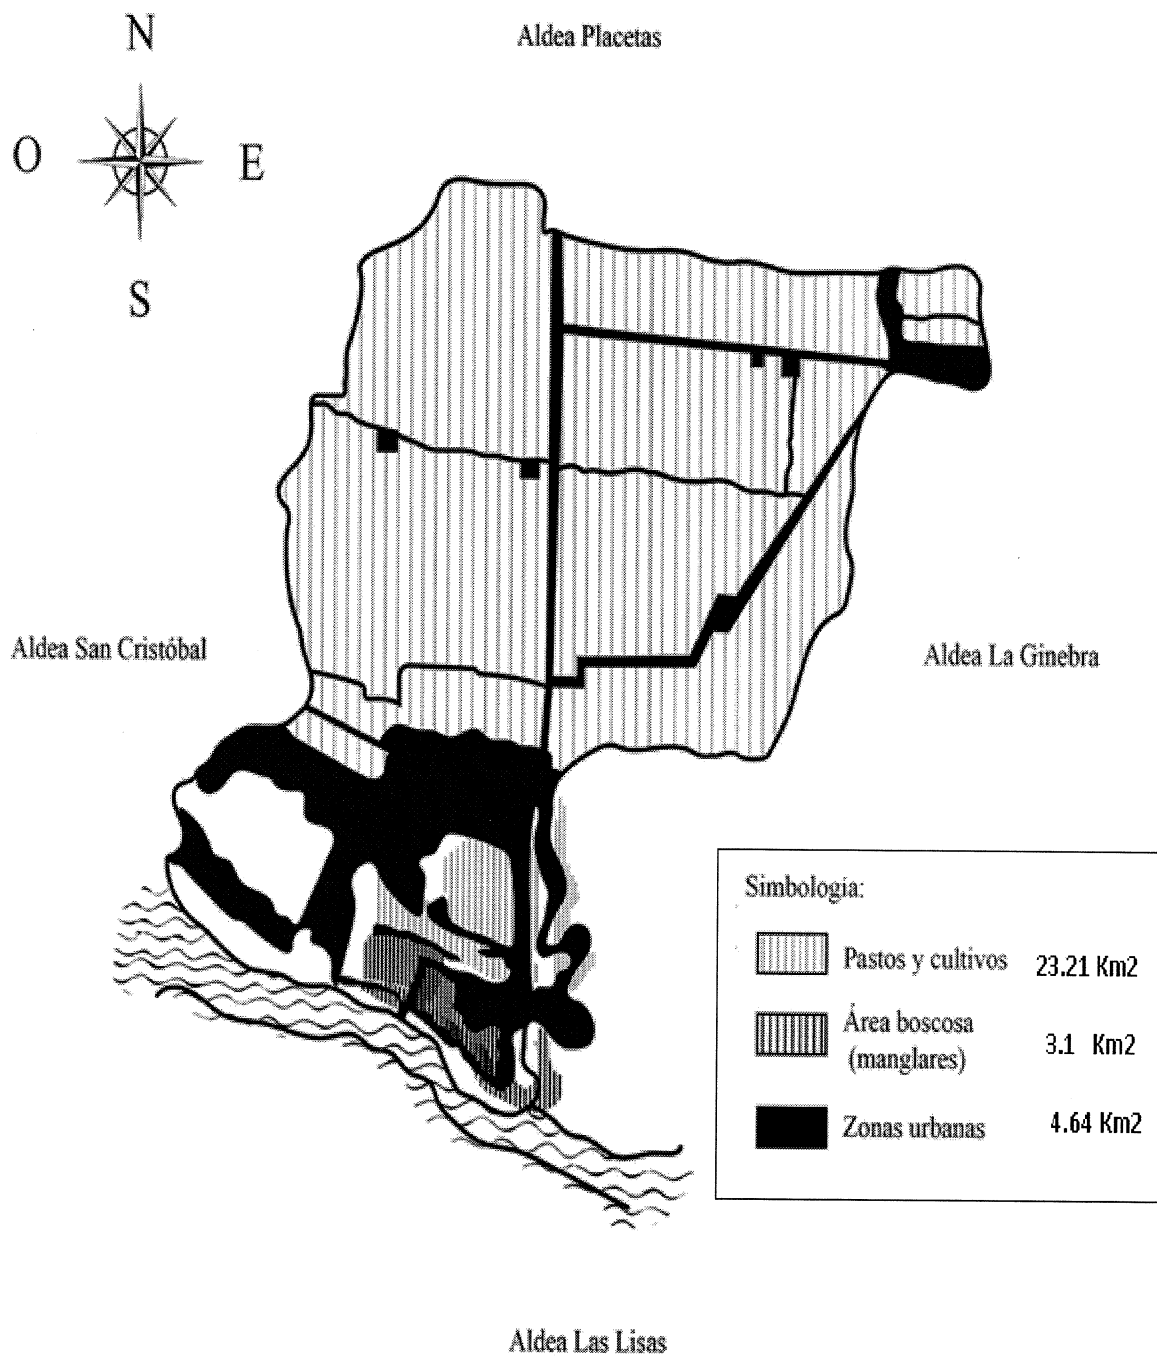 N
Aldea Placetas
O
E
S
Aldea San Cristóbal
Aldea La Ginebra
Simbología:
Pastos y cultivos 23.21 Km2
Área boscosa
(manglares) 3.1 Km2
Zonas urbanas 4.64 Km2
Aldea Las Lisas